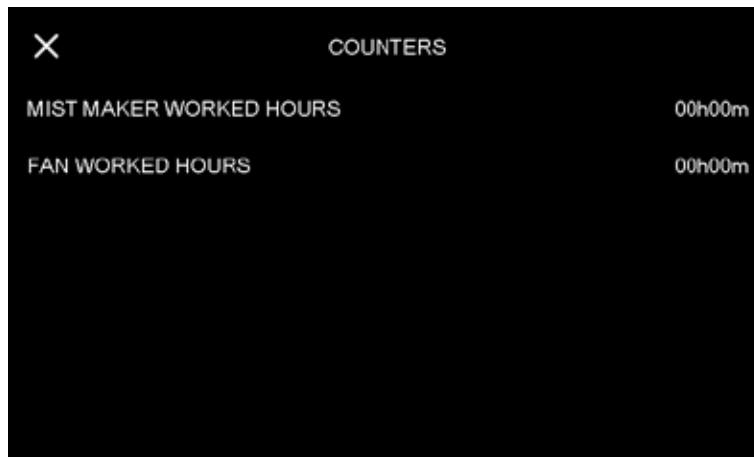 COUNTERS
MIST MAKER WORKED HOURS 00h00m
FAN WORKED HOURS 00h00m